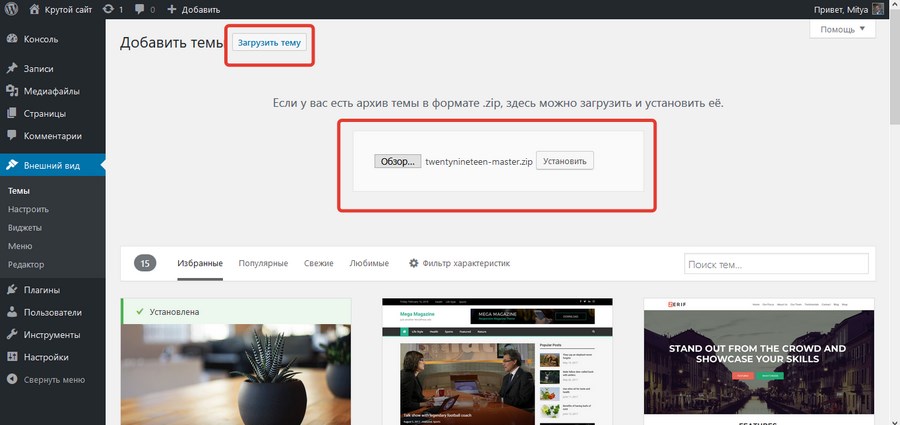 Крутой сайт 1 0 Добавить Привет, Mitya
Консоль
Записи
Медиафайлы
Страницы
Комментарии
Внешний вид
Темы
Настроить
Виджеты
Меню
Редактор
Плагины
Пользователи
Инструменты
Настройки
Свернуть меню
Помощь
Добавить темы Загрузить тему
Если у вас есть архив темы в формате .zip, здесь можно загрузить и установить её.
Обзор... twentynineteen-master.zip Установить
15 Избранные Популярные Свежие Любимые Фильтр характеристик Поиск тем...
Установлена
Mega Magazine
MEGA MAGAZINE
Popular Posts
Talk show with legendary football coach
SERIF
STAND OUT FROM THE CROWD AND
SHOWCASE YOUR SKILLS
FEATURES